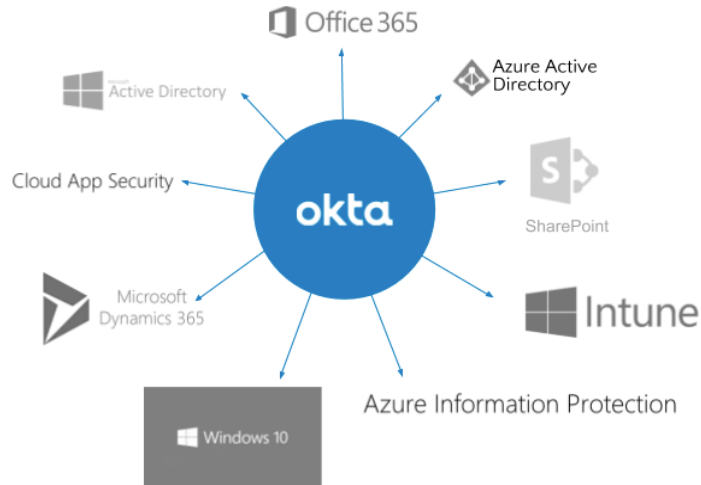 Office 365
Azure Active
Directory
Microsoft
Active Directory
Cloud App Security
okta
S
SharePoint
Microsoft
Dynamics 365
Intune
Windows 10
Azure Information Protection